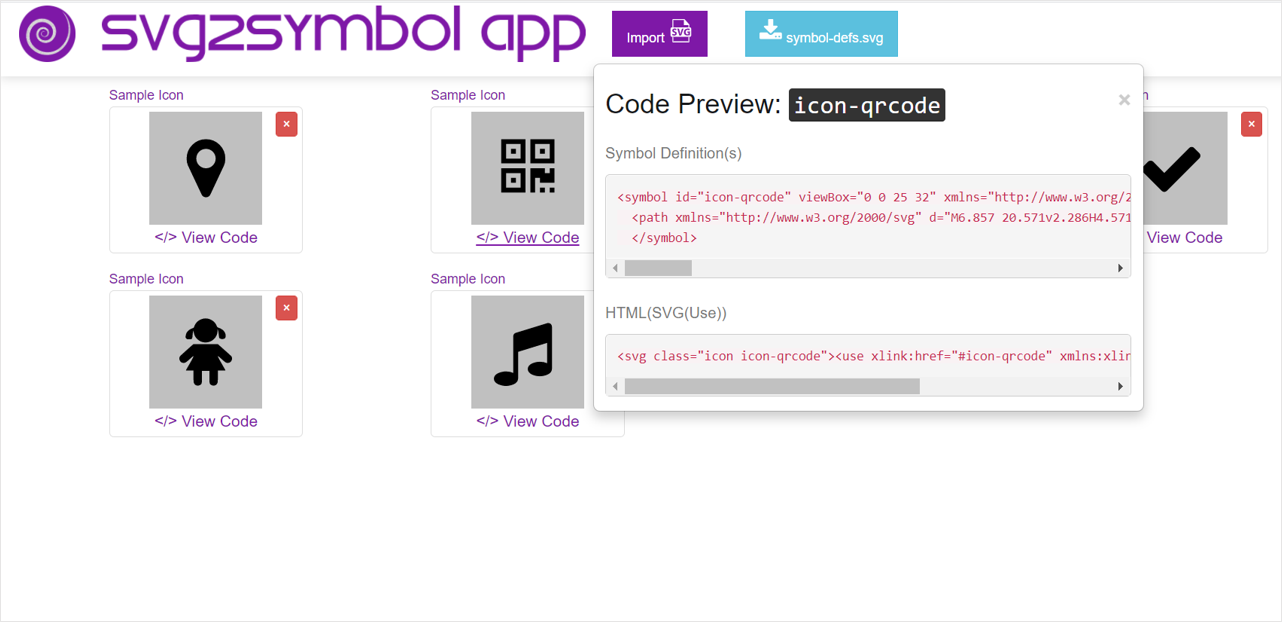 svg2symbol app
Import SVG
symbol-defs.svg
Sample Icon
×
</> View Code
Sample Icon
</> View Code
×
View Code
Sample Icon
×
</> View Code
Sample Icon
</> View Code
Code Preview: icon-qrcode
×
Symbol Definition(s)
<symbol id="icon-qrcode" viewBox="0 0 25 32" xmlns="http://www.w3.org/2
<path xmlns="http://www.w3.org/2000/svg" d="M6.857 20.571v2.286H4.571
</symbol>
HTML(SVG(Use))
<svg class="icon icon-qrcode"><use xlink:href="#icon-qrcode" xmlns:xlin